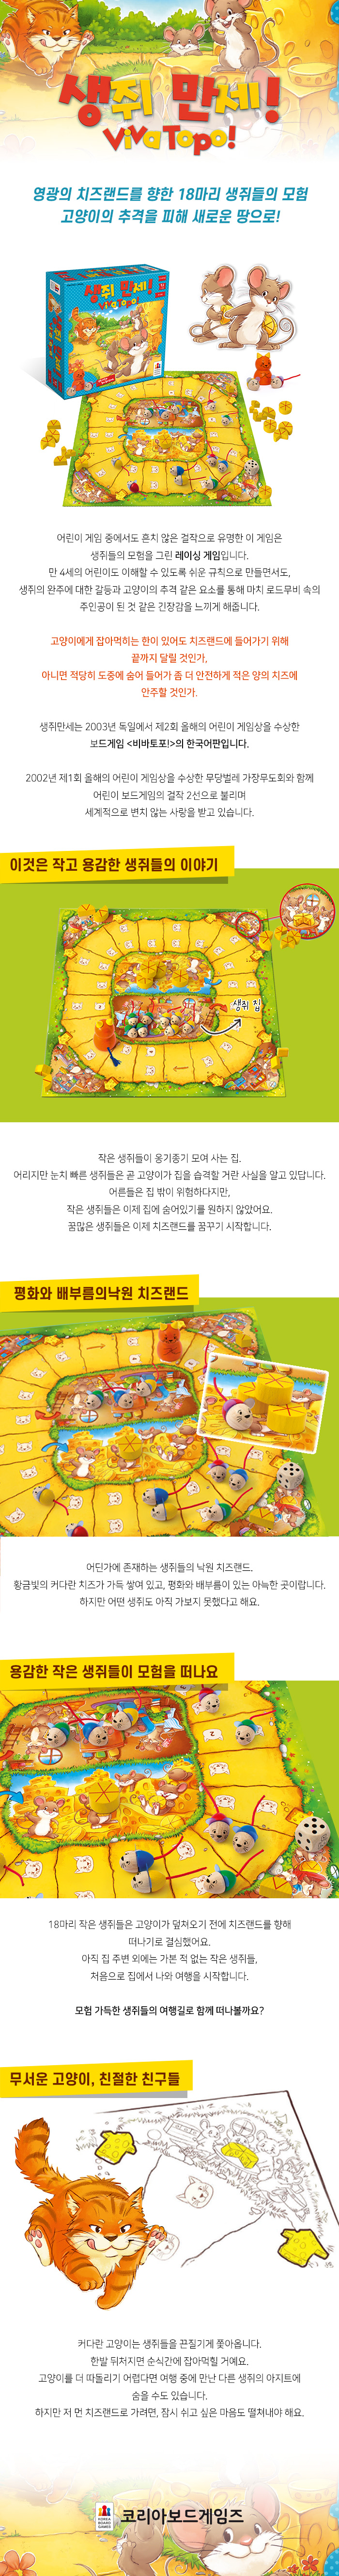 생쥐 만세!
Viva Topo!
영광의 치즈랜드를 향한 18마리 생쥐들의 모험
고양이의 추격을 피해 새로운 땅으로!
생쥐 만세!
Viva Topo!
어린이 게임 중에서도 흔치 않은 걸작으로 유명한 이 게임은
생쥐들의 모험을 그린 레이싱 게임입니다.
만 4세의 어린이도 이해할 수 있도록 쉬운 규칙으로 만들면서도,
생쥐의 완주에 대한 갈등과 고양이의 추격 같은 요소를 통해 마치 로드무비 속의
주인공이 된 것 같은 긴장감을 느끼게 해줍니다.
고양이에게 잡아먹히는 한이 있어도 치즈랜드에 들어가기 위해
끝까지 달릴 것인가,
아니면 적당히 도중에 숨어 들어가 좀 더 안전하게 적은 양의 치즈에
안주할 것인가.
생쥐만세는 2003년 독일에서 제2회 올해의 어린이 게임상을 수상한
보드게임 <비바토포!>의 한국어판입니다.
2002년 제1회 올해의 어린이 게임상을 수상한 무당벌레 가장무도회와 함께
어린이 보드게임의 걸작 2선으로 불리며
세계적으로 변치 않는 사랑을 받고 있습니다.
이것은 작고 용감한 생쥐들의 이야기
생쥐 집
작은 생쥐들이 옹기종기 모여 사는 집.
어리지만 눈치 빠른 생쥐들은 곧 고양이가 집을 습격할 거란 사실을 알고 있답니다.
어른들은 집 밖이 위험하다지만,
작은 생쥐들은 이제 집에 숨어있기를 원하지 않았어요.
꿈많은 생쥐들은 이제 치즈랜드를 꿈꾸기 시작합니다.
평화와 배부름의낙원 치즈랜드
어딘가에 존재하는 생쥐들의 낙원 치즈랜드.
황금빛의 커다란 치즈가 가득 쌓여 있고, 평화와 배부름이 있는 아늑한 곳이랍니다.
하지만 어떤 생쥐도 아직 가보지 못했다고 해요.
용감한 작은 생쥐들이 모험을 떠나요
18마리 작은 생쥐들은 고양이가 덮쳐오기 전에 치즈랜드를 향해
떠나기로 결심했어요.
아직 집 주변 외에는 가본 적 없는 작은 생쥐들,
처음으로 집에서 나와 여행을 시작합니다.
모험 가득한 생쥐들의 여행길로 함께 떠나볼까요?
무서운 고양이, 친절한 친구들
커다란 고양이는 생쥐들을 끈질기게 쫓아옵니다.
한발 뒤처지면 순식간에 잡아먹힐 거예요.
고양이를 더 따돌리기 어렵다면 여행 중에 만난 다른 생쥐의 아지트에
숨을 수도 있습니다.
하지만 저 먼 치즈랜드로 가려면, 잠시 쉬고 싶은 마음도 떨쳐내야 해요.
KOREA
BOARD
GAMES
코리아보드게임즈